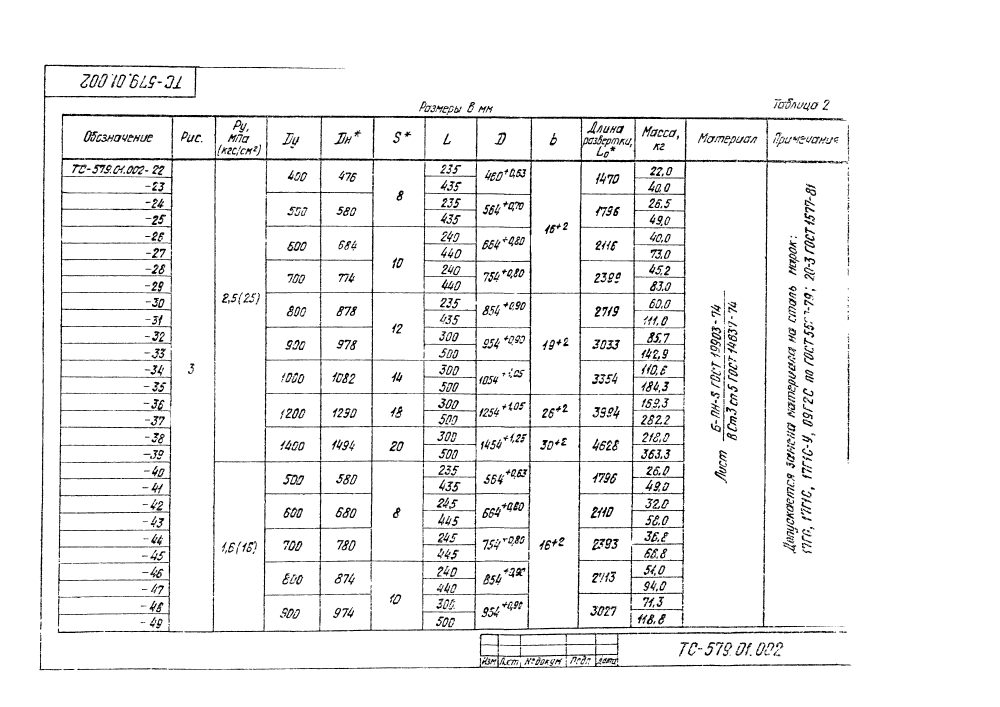 ТС-579.01.002
Размеры в мм
Таблица 2
Обозначение Рис. Ру, мпа (кгс/см²) Dy Dн* S* L D b Длина развертки, L₀* Масса, кг Материал Примечания
ТС-579.01.002-22 3 2,5(25) 400 476 8 235 460+0,63 16+2 1470 22,0
-23 435 40,0
-24 500 580 235 564+0,70 1796 26,5
-25 435 49,0
-26 600 684 10 240 664+0,80 2116 40,0
-27 440 73,0
-28 700 774 240 754+0,80 2399 45,2
-29 440 83,0
-30 800 878 12 235 854+0,90 19+2 2719 60,0
-31 435 111,0
-32 900 978 300 954+0,90 3033 85,7
-33 500 142,9
-34 1000 1082 14 300 1054+1,05 3354 110,6
-35 500 184,3
-36 1200 1290 18 300 1254+1,05 26+2 3994 169,3
-37 500 282,2
-38 1400 1494 20 300 1454+1,25 30+2 4628 218,0
-39 500 363,3
-40 1,6(16) 500 580 8 235 564+0,63 16+2 1796 26,0
-41 435 49,0
-42 600 680 245 664+0,80 2110 32,0
-43 445 58,0
-44 700 780 245 754+0,80 2393 36,8
-45 445 66,8
-46 800 874 10 240 854+0,90 2713 51,0
-47 440 94,0
-48 900 974 300 954+0,90 3027 71,3
-49 500 118,8
Лист Б-ПН-8 ГОСТ 19903-74
ВСт3 сп5 ГОСТ 14637-74
Допускается замена материала на сталь марок:
17ГС, 17Г1С, 17Г1С-У, 09Г2С по ГОСТ 20-3 ГОСТ 1577-81
Изм Лист № докум Подп. дата
ТС-579.01.002